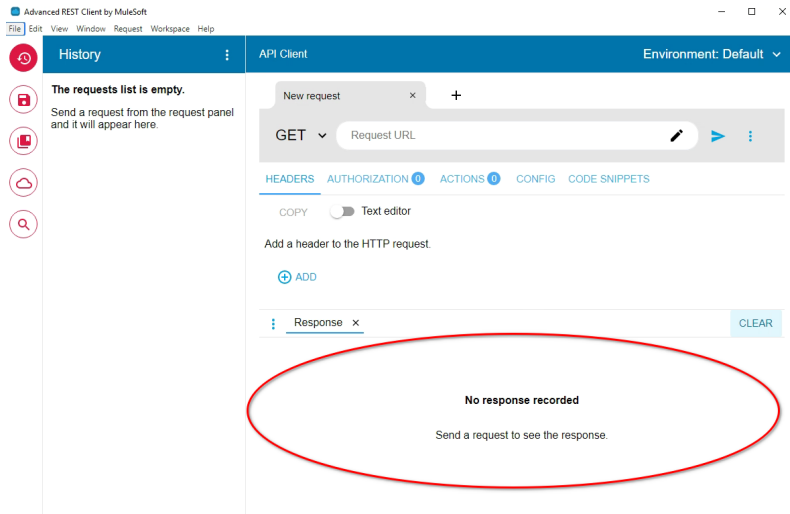 Advanced REST Client by MuleSoft
File Edit View Window Request Workspace Help
History
API Client
Environment: Default
The requests list is empty.
Send a request from the request panel
and it will appear here.
New request
GET
Request URL
HEADERS AUTHORIZATION 0 ACTIONS 0 CONFIG CODE SNIPPETS
COPY Text editor
Add a header to the HTTP request.
ADD
Response
CLEAR
No response recorded
Send a request to see the response.